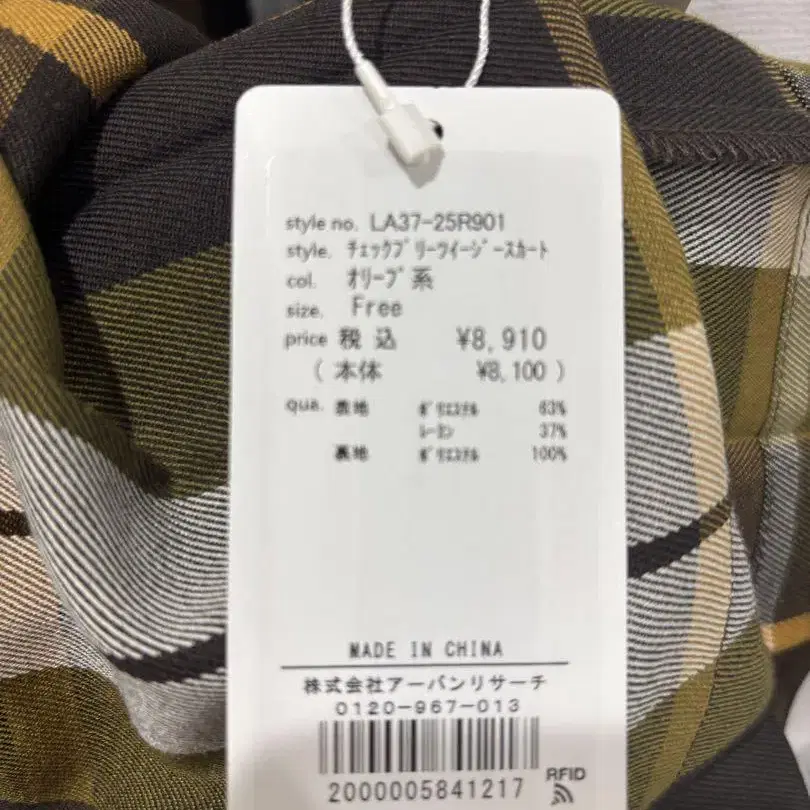 style no. LA37-25R901
style. ﾁｪｯｸﾌﾟﾘｰﾂｲｰｼﾞｰｽｶｰﾄ
col. ｵﾘｰﾌﾞ系
size. Free
price 税込 ¥8,910
(本体 ¥8,100)
qua. 表地 ﾎﾟﾘｴｽﾃﾙ 63%
ﾚｰﾖﾝ 37%
裏地 ﾎﾟﾘｴｽﾃﾙ 100%
MADE IN CHINA
株式会社アーバンリサーチ
0120-967-013
2000005841217 RFID